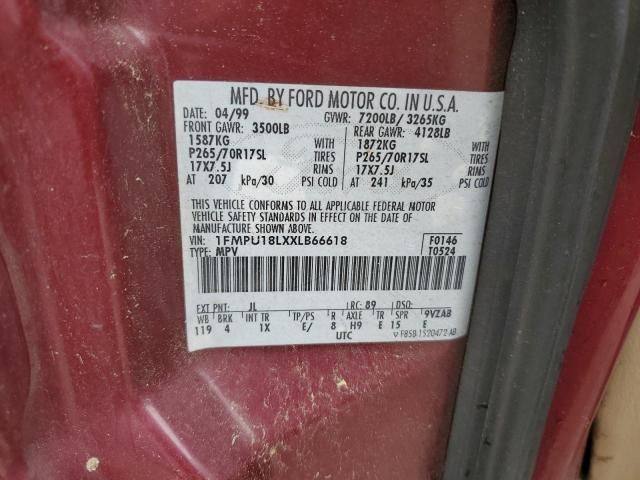 MFD. BY FORD MOTOR CO. IN U.S.A.
DATE: 04/99 GVWR: 7200LB/ 3265KG
FRONT GAWR: 3500LB REAR GAWR: 4128LB
1587KG WITH 1872KG WITH
P265/70R17SL TIRES P265/70R17SL TIRES
17X7.5J RIMS 17X7.5J RIMS
AT 207 kPa/30 PSI COLD AT 241 kPa/35 PSI COLD
THIS VEHICLE CONFORMS TO ALL APPLICABLE FEDERAL MOTOR
VEHICLE SAFETY STANDARDS IN EFFECT ON THE DATE OF
MANUFACTURE SHOWN ABOVE.
VIN: 1FMPU18LXXLB66618 F0146
TYPE: MPV T0524
EXT PNT: JL RC: 89 DSO:
WB BRK INT TR TP/PS R AXLE TR SPR 9VZAB
119 4 1X E/ 8 H9 E 15 E
UTC F85B-1520472-AB